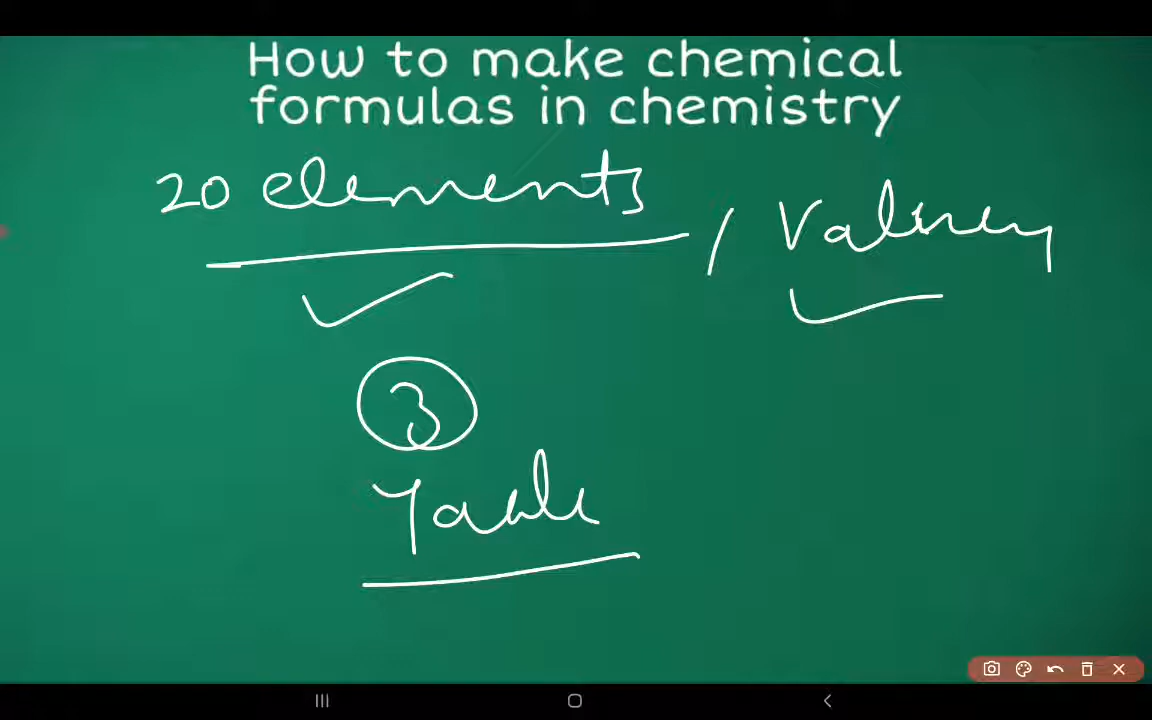 How to make chemical
formulas in chemistry
20 elements / Valency
3
Table